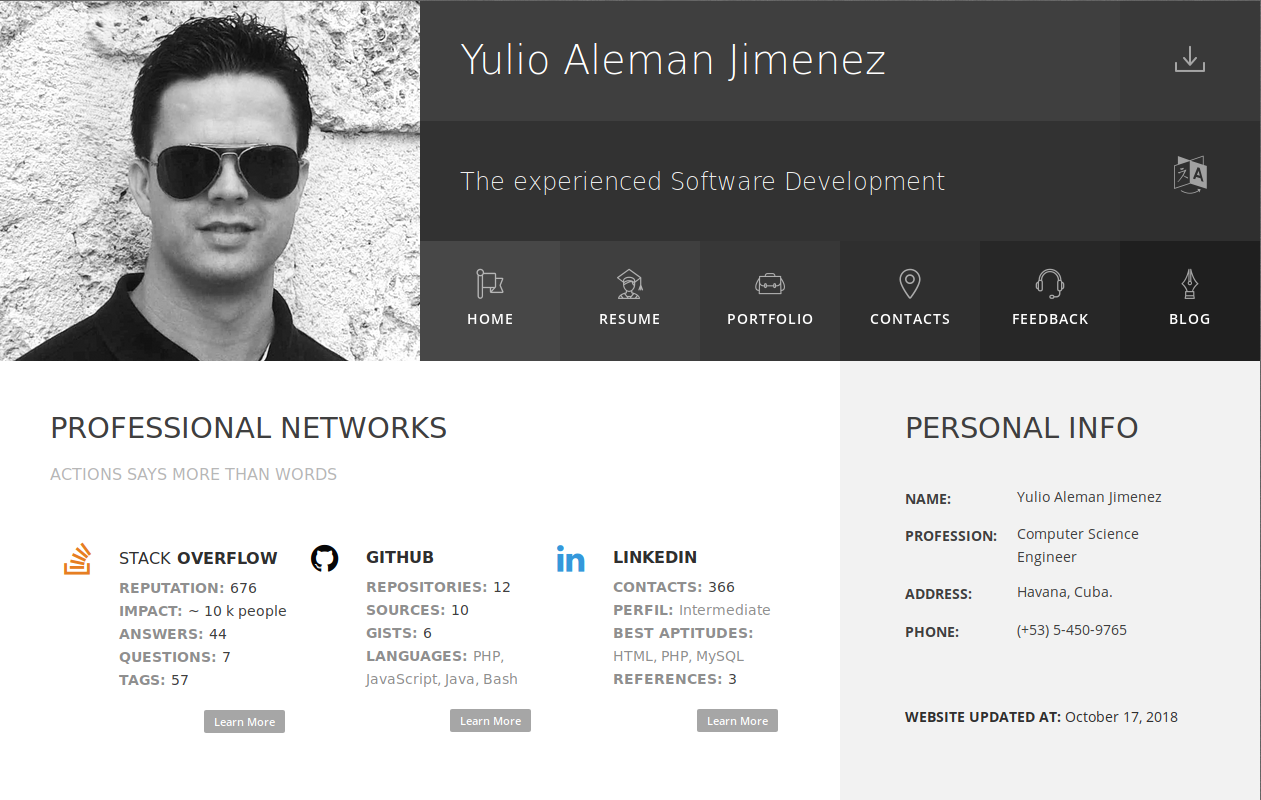 Yulio Aleman Jimenez
The experienced Software Development
A
HOME
RESUME
PORTFOLIO
CONTACTS
FEEDBACK
BLOG
PROFESSIONAL NETWORKS
ACTIONS SAYS MORE THAN WORDS
STACK OVERFLOW
REPUTATION: 676
IMPACT: ~ 10 k people
ANSWERS: 44
QUESTIONS: 7
TAGS: 57
Learn More
GITHUB
REPOSITORIES: 12
SOURCES: 10
GISTS: 6
LANGUAGES: PHP,
JavaScript, Java, Bash
Learn More
in
LINKEDIN
CONTACTS: 366
PERFIL: Intermediate
BEST APTITUDES:
HTML, PHP, MySQL
REFERENCES: 3
Learn More
PERSONAL INFO
NAME: Yulio Aleman Jimenez
PROFESSION: Computer Science
Engineer
ADDRESS: Havana, Cuba.
PHONE: (+53) 5-450-9765
WEBSITE UPDATED AT: October 17, 2018